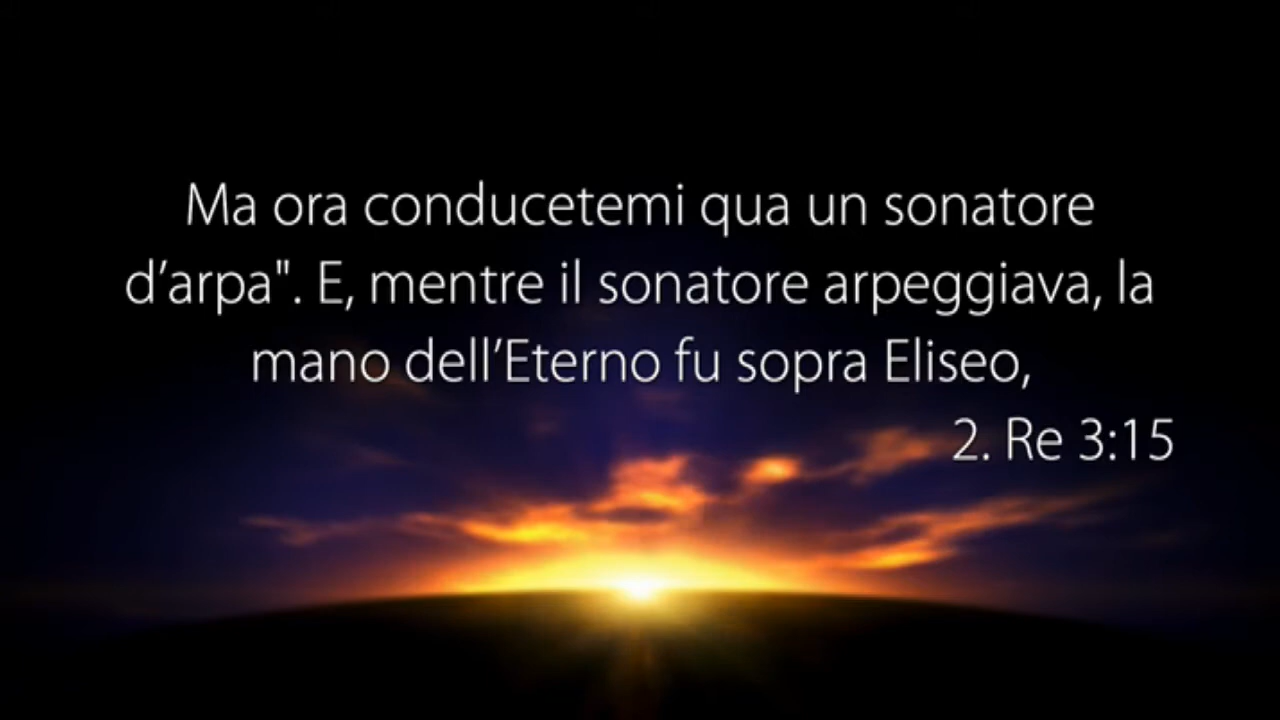 Ma ora conducetemi qua un sonatore
d’arpa". E, mentre il sonatore arpeggiava, la
mano dell’Eterno fu sopra Eliseo,
2. Re 3:15